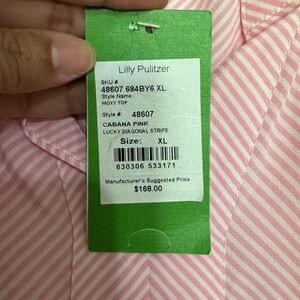 Lilly Pulitzer
SKU #
48607 684BY6 XL
Style Name:
MOXY TOP
Style #: 48607
CABANA PINK
LUCKY DIAGONAL STRIPE
Size: XL
630306 533171
Manufacturer's Suggested Price
$168.00